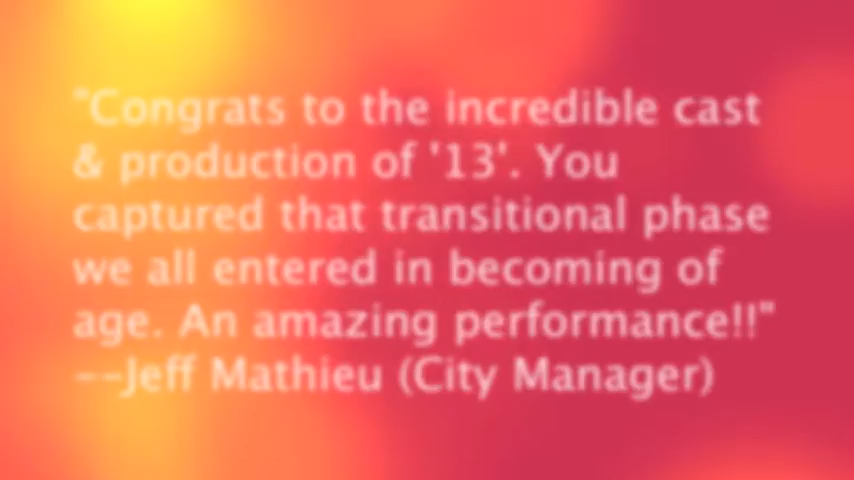 "Congrats to the incredible cast
& production of '13'. You
captured that transitional phase
we all entered in becoming of
age. An amazing performance!!"
--Jeff Mathieu (City Manager)